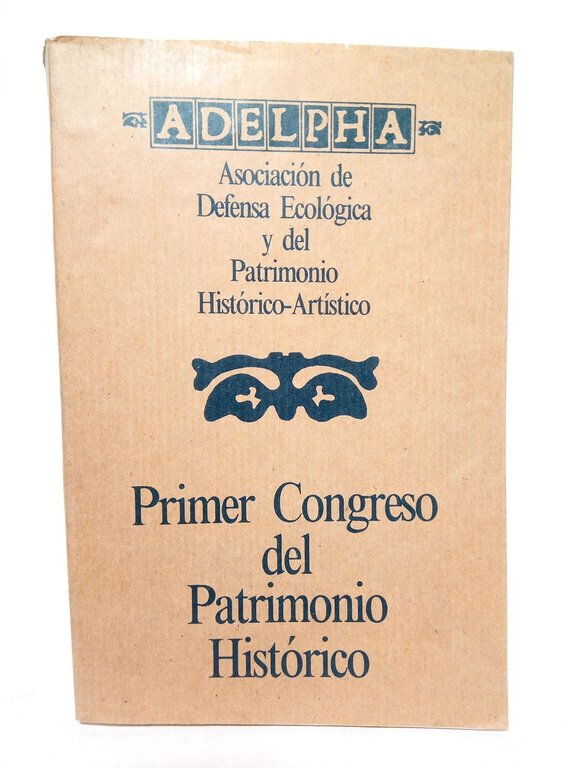 ADELPHA
Asociación de
Defensa Ecológica
y del
Patrimonio
Histórico-Artístico
Primer Congreso
del
Patrimonio
Histórico